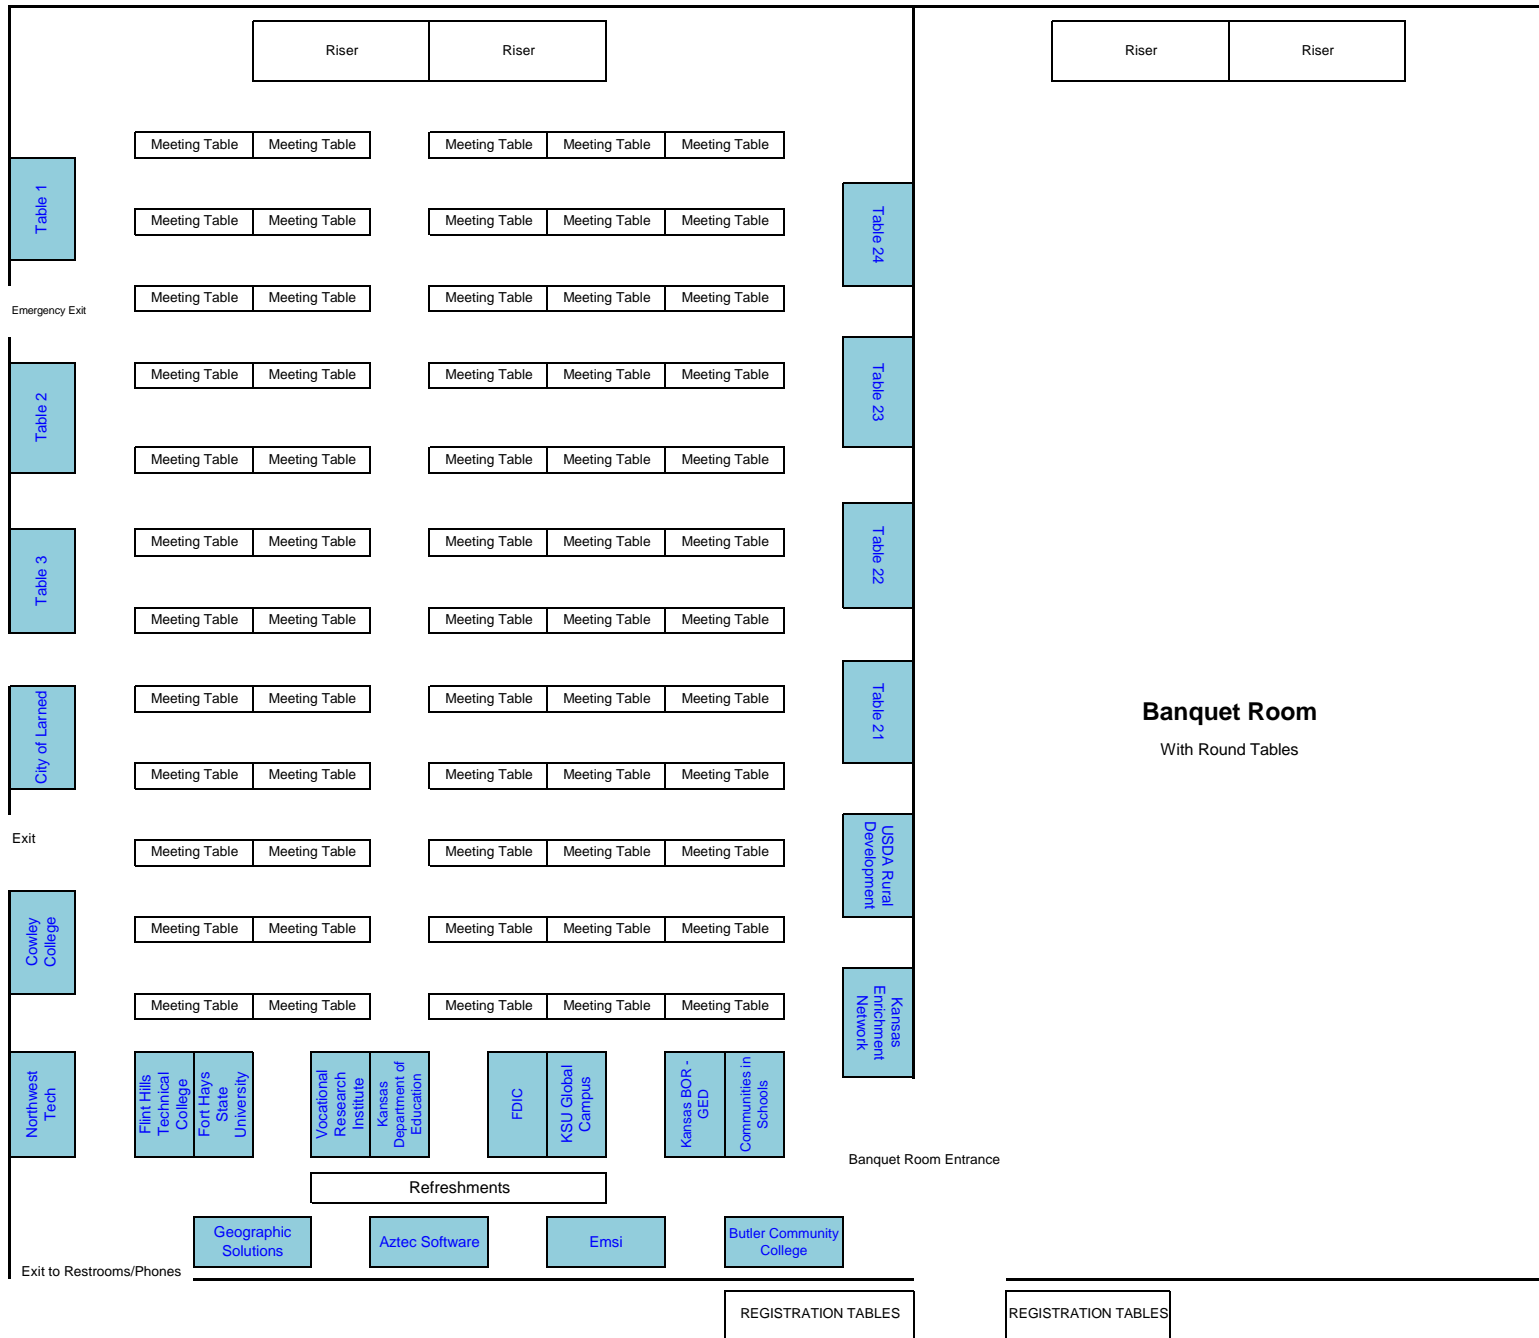 Riser
Riser
Riser
Riser
Meeting Table
Meeting Table
Meeting Table
Meeting Table
Meeting Table
Table 1
Meeting Table
Meeting Table
Meeting Table
Meeting Table
Meeting Table
Table 24
Meeting Table
Meeting Table
Meeting Table
Meeting Table
Meeting Table
Emergency Exit
Meeting Table
Meeting Table
Meeting Table
Meeting Table
Meeting Table
Table 2
Table 23
Meeting Table
Meeting Table
Meeting Table
Meeting Table
Meeting Table
Meeting Table
Meeting Table
Meeting Table
Meeting Table
Meeting Table
Table 3
Table 22
Meeting Table
Meeting Table
Meeting Table
Meeting Table
Meeting Table
Meeting Table
Meeting Table
Meeting Table
Meeting Table
Meeting Table
City of Larned
Table 21
Banquet Room
With Round Tables
Meeting Table
Meeting Table
Meeting Table
Meeting Table
Meeting Table
Exit
Meeting Table
Meeting Table
Meeting Table
Meeting Table
Meeting Table
USDA Rural
Development
Meeting Table
Meeting Table
Meeting Table
Meeting Table
Meeting Table
Cowley
College
Meeting Table
Meeting Table
Meeting Table
Meeting Table
Meeting Table
Kansas
Enrichment
Network
Northwest
Tech
Flint Hills
Technical
College
Fort Hays
State
University
Vocational
Research
Institute
Kansas
Department of
Education
FDIC
KSU Global
Campus
Kansas BOR -
GED
Communities in
Schools
Banquet Room Entrance
Refreshments
Geographic
Solutions
Aztec Software
Emsi
Butler Community
College
Exit to Restrooms/Phones
REGISTRATION TABLES
REGISTRATION TABLES